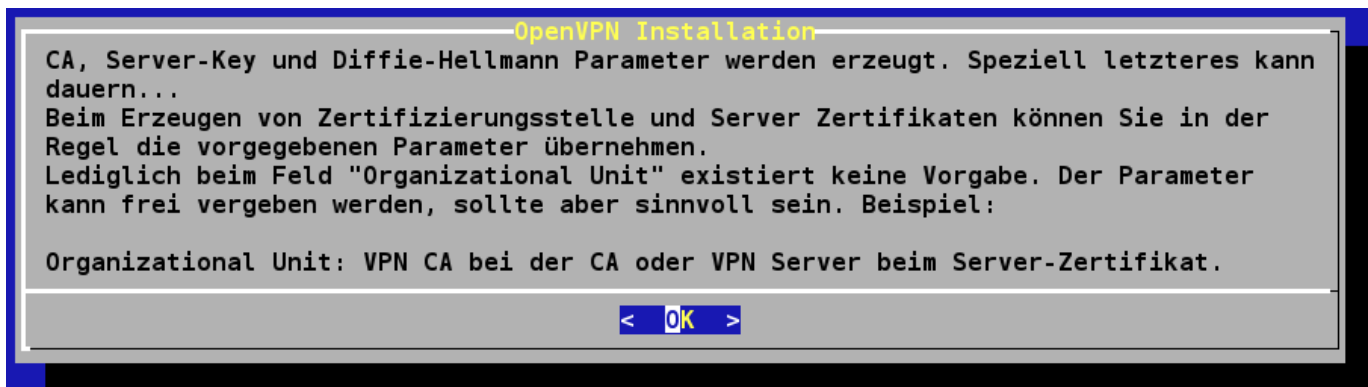 OpenVPN Installation
CA, Server-Key und Diffie-Hellmann Parameter werden erzeugt. Speziell letzteres kann
dauern...
Beim Erzeugen von Zertifizierungsstelle und Server Zertifikaten können Sie in der
Regel die vorgegebenen Parameter übernehmen.
Lediglich beim Feld "Organizational Unit" existiert keine Vorgabe. Der Parameter
kann frei vergeben werden, sollte aber sinnvoll sein. Beispiel:
Organizational Unit: VPN CA bei der CA oder VPN Server beim Server-Zertifikat.
< OK >